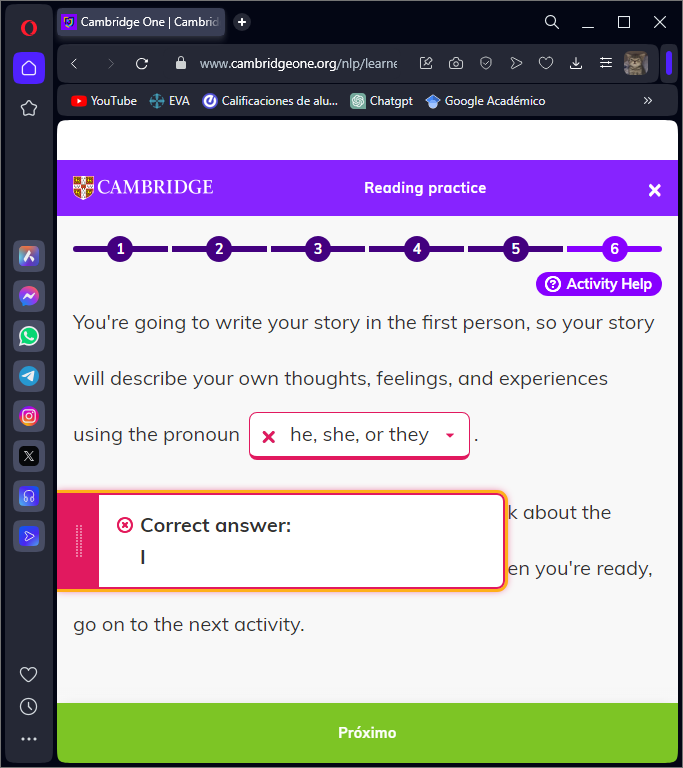 Cambridge One | Cambrid
www.cambridgeone.org/nlp/learne
YouTube EVA Calificaciones de alu... Chatgpt Google Académico »
CAMBRIDGE Reading practice
1 2 3 4 5 6
Activity Help
You're going to write your story in the first person, so your story
will describe your own thoughts, feelings, and experiences
using the pronoun he, she, or they .
Correct answer:
I
k about the
en you're ready,
go on to the next activity.
Próximo